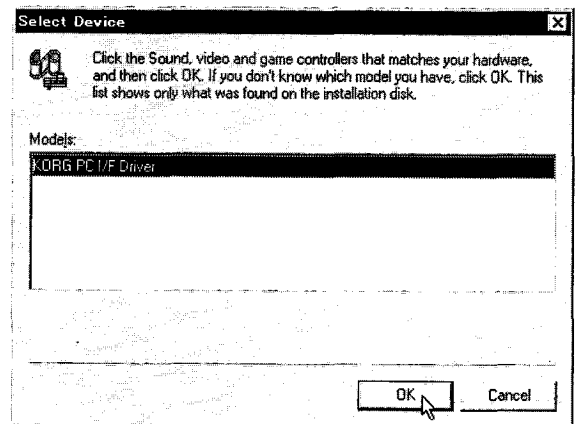 Select Device
Click the Sound, video and game controllers that matches your hardware,
and then click OK. If you don't know which model you have, click OK. This
list shows only what was found on the installation disk.
Models:
KORG PC I/F Driver
OK
Cancel